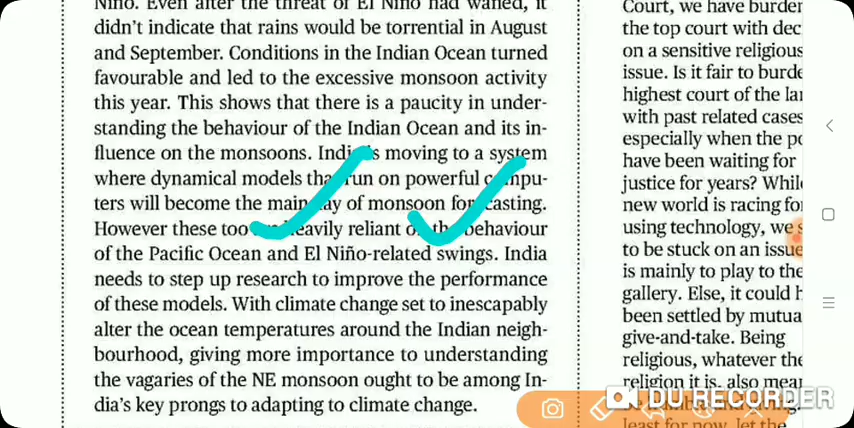 Niño. Even after the threat of El Niño had waned, it
didn't indicate that rains would be torrential in August
and September. Conditions in the Indian Ocean turned
favourable and led to the excessive monsoon activity
this year. This shows that there is a paucity in under-
standing the behaviour of the Indian Ocean and its in-
fluence on the monsoons. India is moving to a system
where dynamical models that run on powerful compu-
ters will become the mainstay of monsoon forecasting.
However these too are heavily reliant on the behaviour
of the Pacific Ocean and El Niño-related swings. India
needs to step up research to improve the performance
of these models. With climate change set to inescapably
alter the ocean temperatures around the Indian neigh-
bourhood, giving more importance to understanding
the vagaries of the NE monsoon ought to be among In-
dia's key prongs to adapting to climate change.
Court, we have burden
the top court with dec
on a sensitive religious
issue. Is it fair to burde
highest court of the lan
with past related cases
especially when the po
have been waiting for
justice for years? While
new world is racing for
using technology, we s
to be stuck on an issue
is mainly to play to the
gallery. Else, it could h
been settled by mutua
give-and-take. Being
religious, whatever the
religion it is, also mean
least for now, let the
DU RECORDER